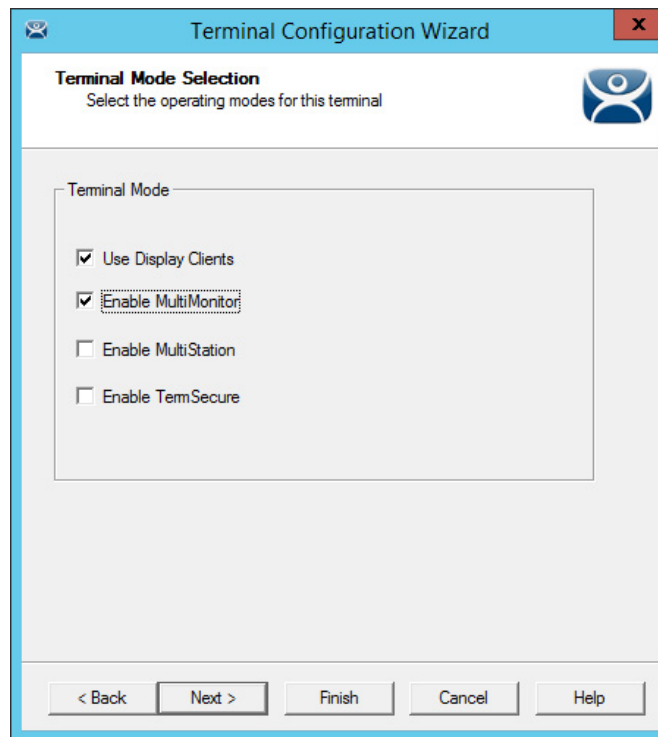 Terminal Configuration Wizard
x
Terminal Mode Selection
Select the operating modes for this terminal
Terminal Mode
Use Display Clients
Enable MultiMonitor
Enable MultiStation
Enable TermSecure
< Back Next > Finish Cancel Help